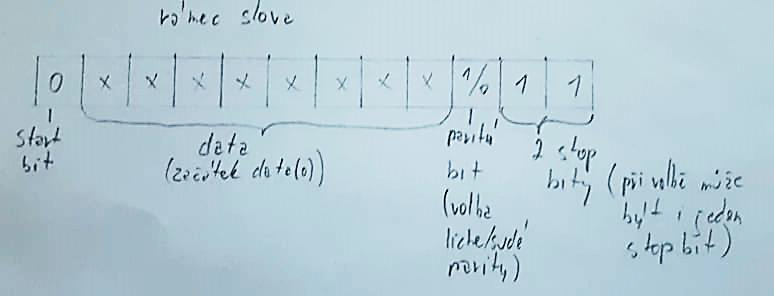 rámec slova
0 x x x x x x x x 1/0 1 1
start
bit
data
(začátek data(0))
paritní
bit
(volba
liché/sudé
parity)
2 stop
bity (při volbě může
být i jeden
stop bit)